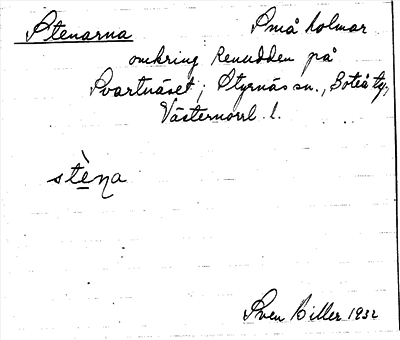 Stenarna Små holmar
omkring Renudden på
Svartnäset, Styrnäs sn., Boteå tg.,
Västernorrl. l.
stèna
Sven Biller 1932